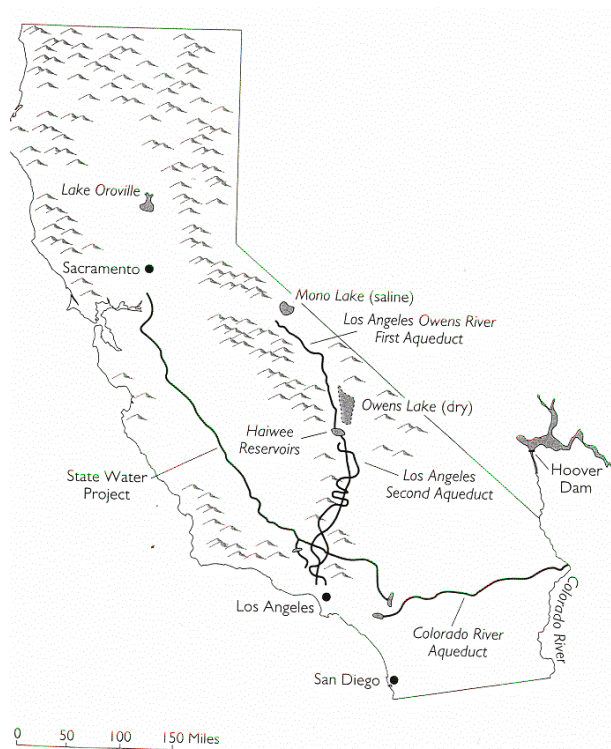 Lake Oroville
Sacramento
Mono Lake (saline)
Los Angeles Owens River
First Aqueduct
Owens Lake (dry)
Haiwee
Reservoirs
Hoover
Dam
State Water
Project
Los Angeles
Second Aqueduct
Los Angeles
Colorado River
Colorado River
Aqueduct
San Diego
0 50 100 150 Miles